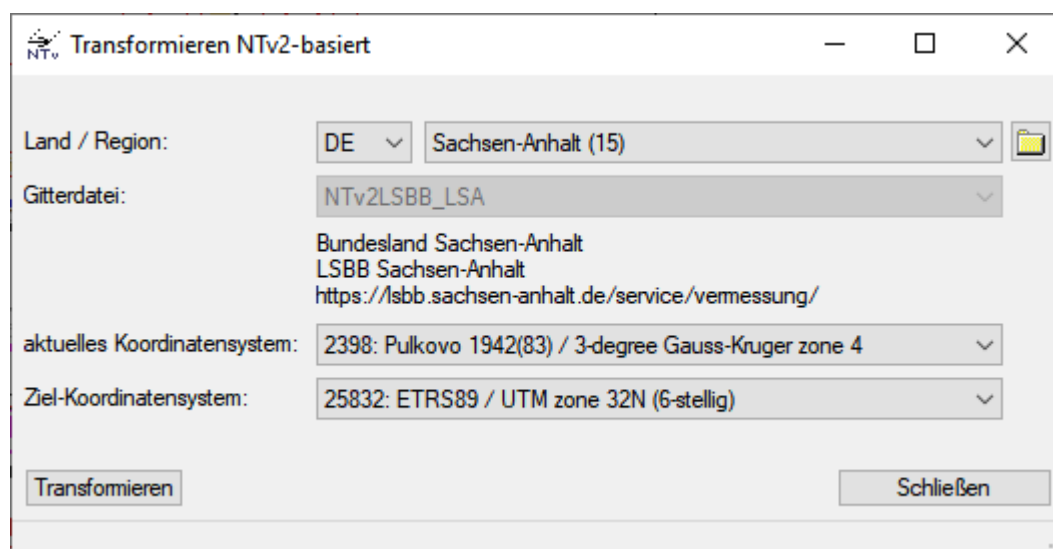 NTv Transformieren NTv2-basiert
Land / Region: DE Sachsen-Anhalt (15)
Gitterdatei: NTv2LSBB_LSA
Bundesland Sachsen-Anhalt
LSBB Sachsen-Anhalt
https://lsbb.sachsen-anhalt.de/service/vermessung/
aktuelles Koordinatensystem: 2398: Pulkovo 1942(83) / 3-degree Gauss-Kruger zone 4
Ziel-Koordinatensystem: 25832: ETRS89 / UTM zone 32N (6-stellig)
Transformieren Schließen